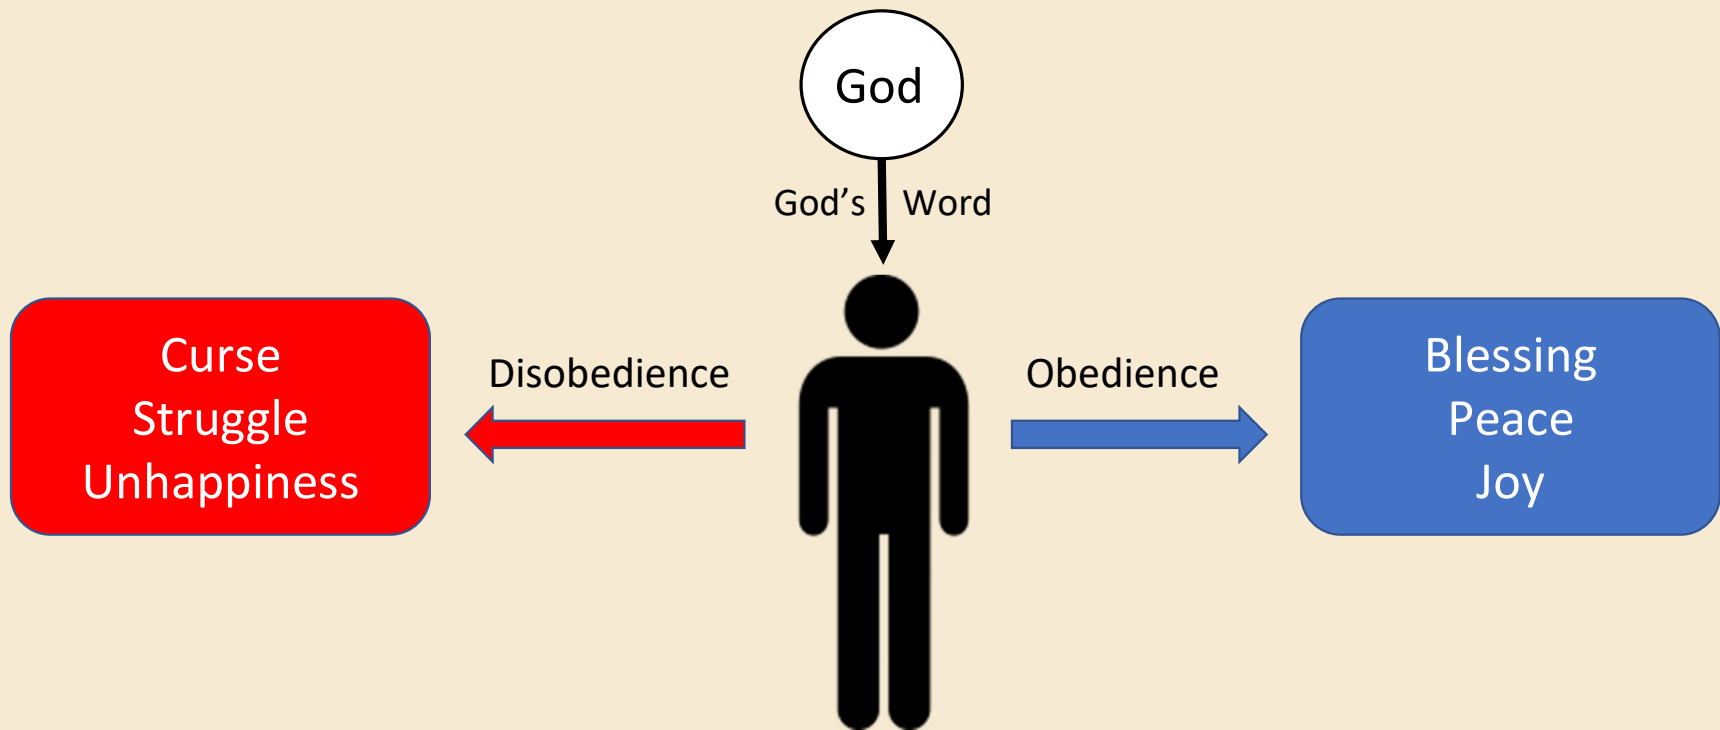 God
God’s Word
Disobedience
Obedience
Curse
Struggle
Unhappiness
Blessing
Peace
Joy